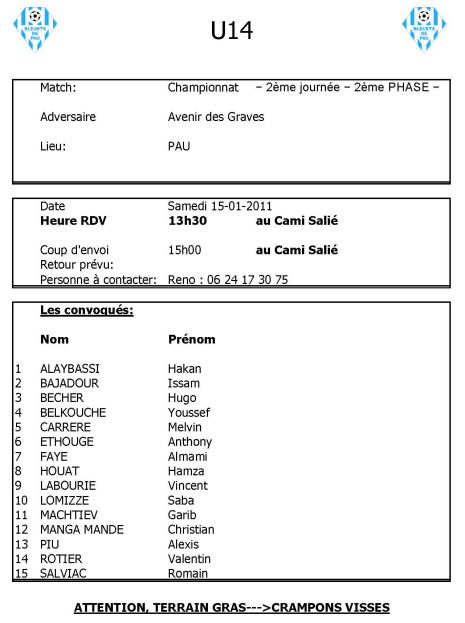 BLEUETS DE PAU
U14
BLEUETS DE PAU
Match: Championnat – 2ème journée – 2ème PHASE –
Adversaire Avenir des Graves
Lieu: PAU
Date Samedi 15-01-2011
Heure RDV 13h30 au Cami Salié
Coup d'envoi 15h00 au Cami Salié
Retour prévu:
Personne à contacter: Reno : 06 24 17 30 75
Les convoqués:
Nom Prénom
1 ALAYBASSI Hakan
2 BAJADOUR Issam
3 BECHER Hugo
4 BELKOUCHE Youssef
5 CARRERE Melvin
6 ETHOUGE Anthony
7 FAYE Almami
8 HOUAT Hamza
9 LABOURIE Vincent
10 LOMIZZE Saba
11 MACHTIEV Garib
12 MANGA MANDE Christian
13 PIU Alexis
14 ROTIER Valentin
15 SALVIAC Romain
ATTENTION, TERRAIN GRAS--->CRAMPONS VISSES